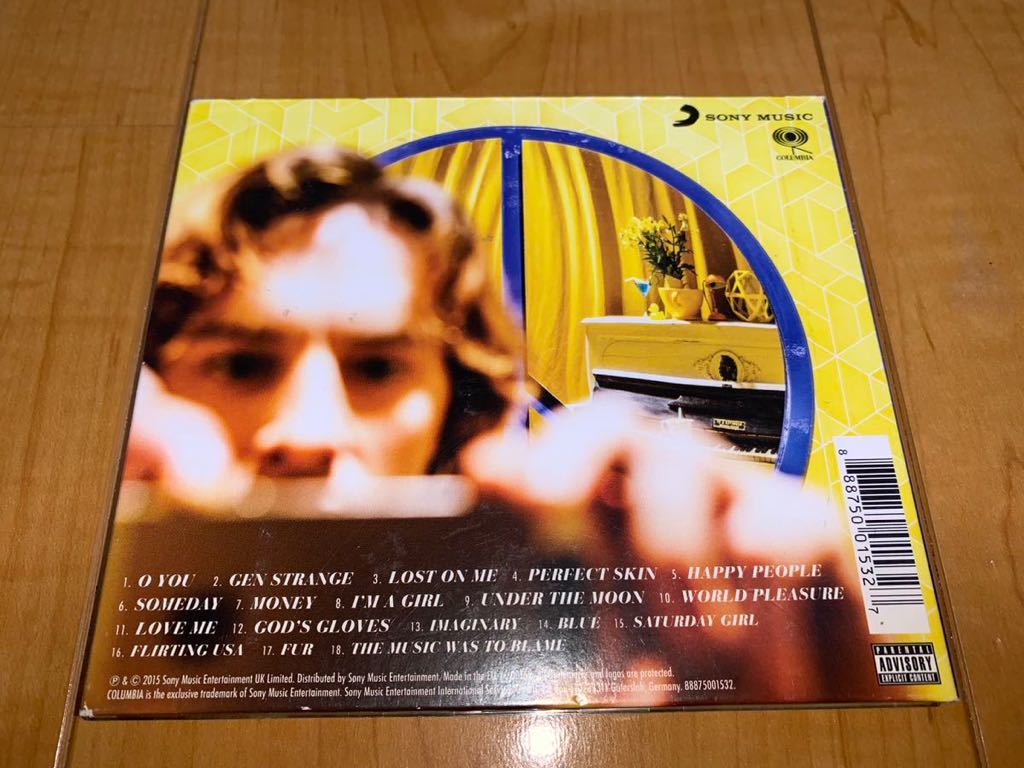 SONY MUSIC
COLUMBIA
8 88750 01532 7
1. O YOU 2. GEN STRANGE 3. LOST ON ME 4. PERFECT SKIN 5. HAPPY PEOPLE
6. SOMEDAY 7. MONEY 8. I'M A GIRL 9. UNDER THE MOON 10. WORLD PLEASURE
11. LOVE ME 12. GOD'S GLOVES 13. IMAGINARY 14. BLUE 15. SATURDAY GIRL
16. FLIRTING USA 17. FUR 18. THE MUSIC WAS TO BLAME
PARENTAL
ADVISORY
EXPLICIT CONTENT
℗ & © 2015 Sony Music Entertainment UK Limited. Distributed by Sony Music Entertainment. Made in the EU. and logos are protected.
COLUMBIA is the exclusive trademark of Sony Music Entertainment. Sony Music Entertainment International Germany. 88875001532.